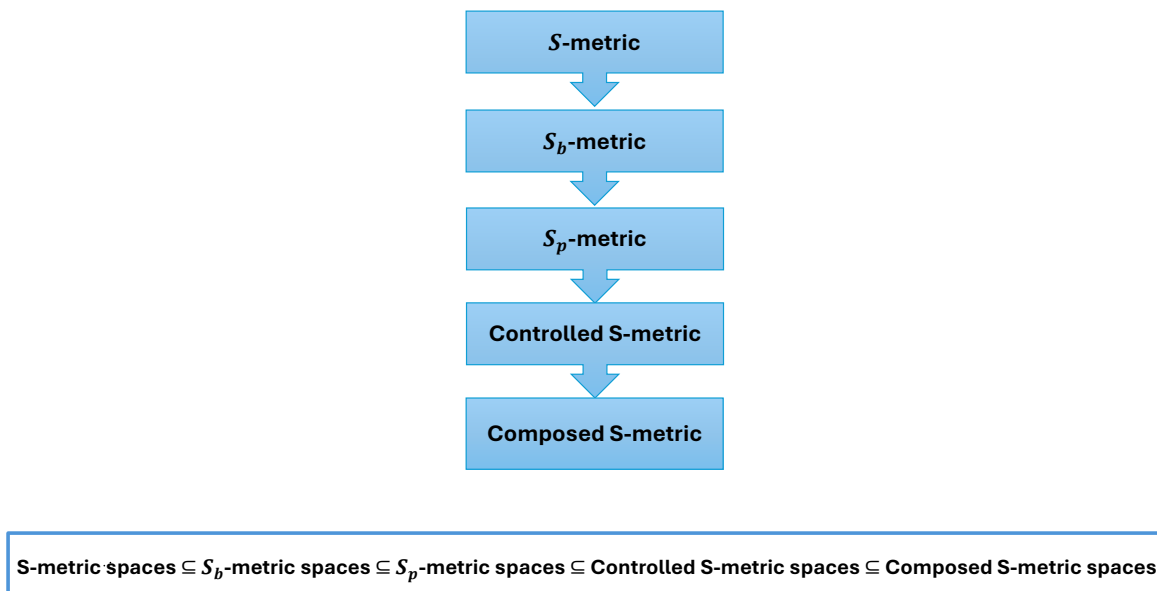 S-metric
S_b-metric
S_p-metric
Controlled S-metric
Composed S-metric
S-metric spaces ⊆ S_b-metric spaces ⊆ S_p-metric spaces ⊆ Controlled S-metric spaces ⊆ Composed S-metric spaces